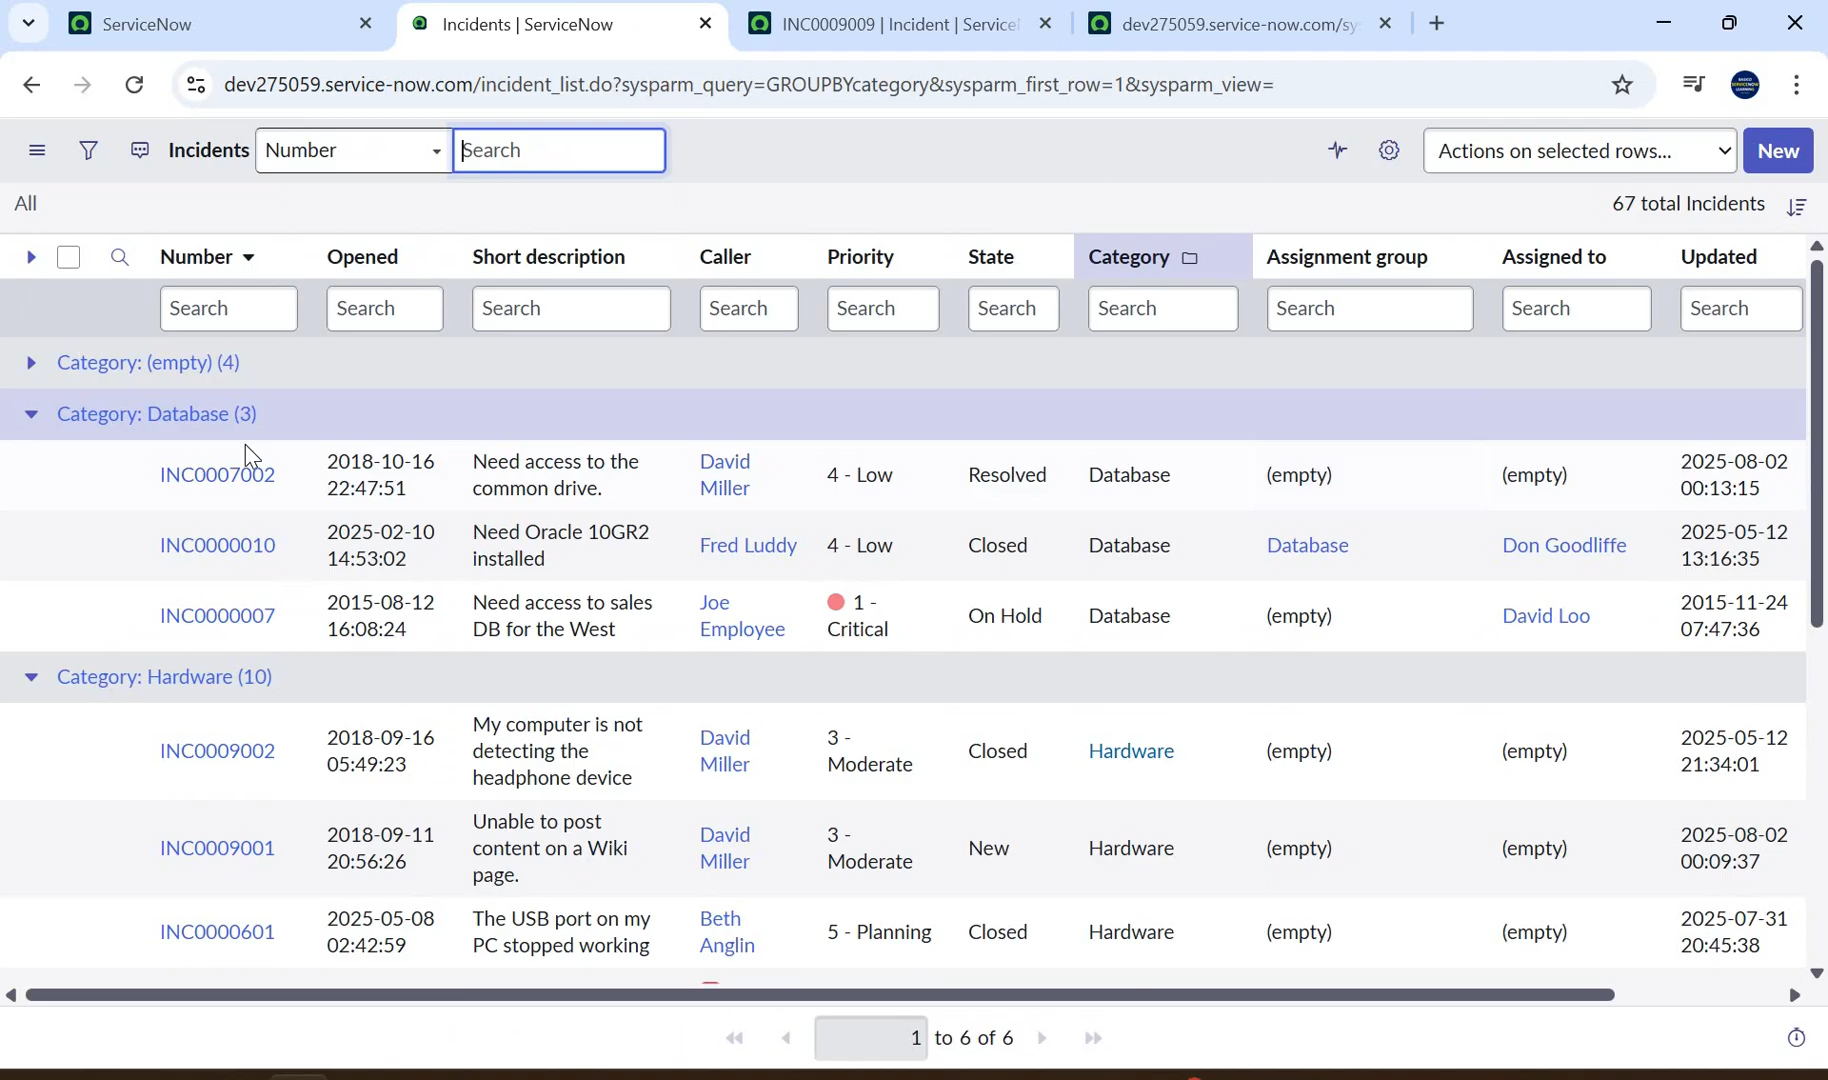 ServiceNow
Incidents | ServiceNow
INC0009009 | Incident | Service
dev275059.service-now.com/sy
dev275059.service-now.com/incident_list.do?sysparm_query=GROUPBYcategory&sysparm_first_row=1&sysparm_view=
Incidents Number Search Actions on selected rows... New
All 67 total Incidents
Number Opened Short description Caller Priority State Category Assignment group Assigned to Updated
Search Search Search Search Search Search Search Search Search Search
Category: (empty) (4)
Category: Database (3)
INC0007002 2018-10-16 22:47:51 Need access to the common drive. David Miller 4 - Low Resolved Database (empty) (empty) 2025-08-02 00:13:15
INC0000010 2025-02-10 14:53:02 Need Oracle 10GR2 installed Fred Luddy 4 - Low Closed Database Database Don Goodliffe 2025-05-12 13:16:35
INC0000007 2015-08-12 16:08:24 Need access to sales DB for the West Joe Employee 1 - Critical On Hold Database (empty) David Loo 2015-11-24 07:47:36
Category: Hardware (10)
INC0009002 2018-09-16 05:49:23 My computer is not detecting the headphone device David Miller 3 - Moderate Closed Hardware (empty) (empty) 2025-05-12 21:34:01
INC0009001 2018-09-11 20:56:26 Unable to post content on a Wiki page. David Miller 3 - Moderate New Hardware (empty) (empty) 2025-08-02 00:09:37
INC0000601 2025-05-08 02:42:59 The USB port on my PC stopped working Beth Anglin 5 - Planning Closed Hardware (empty) (empty) 2025-07-31 20:45:38
1 to 6 of 6